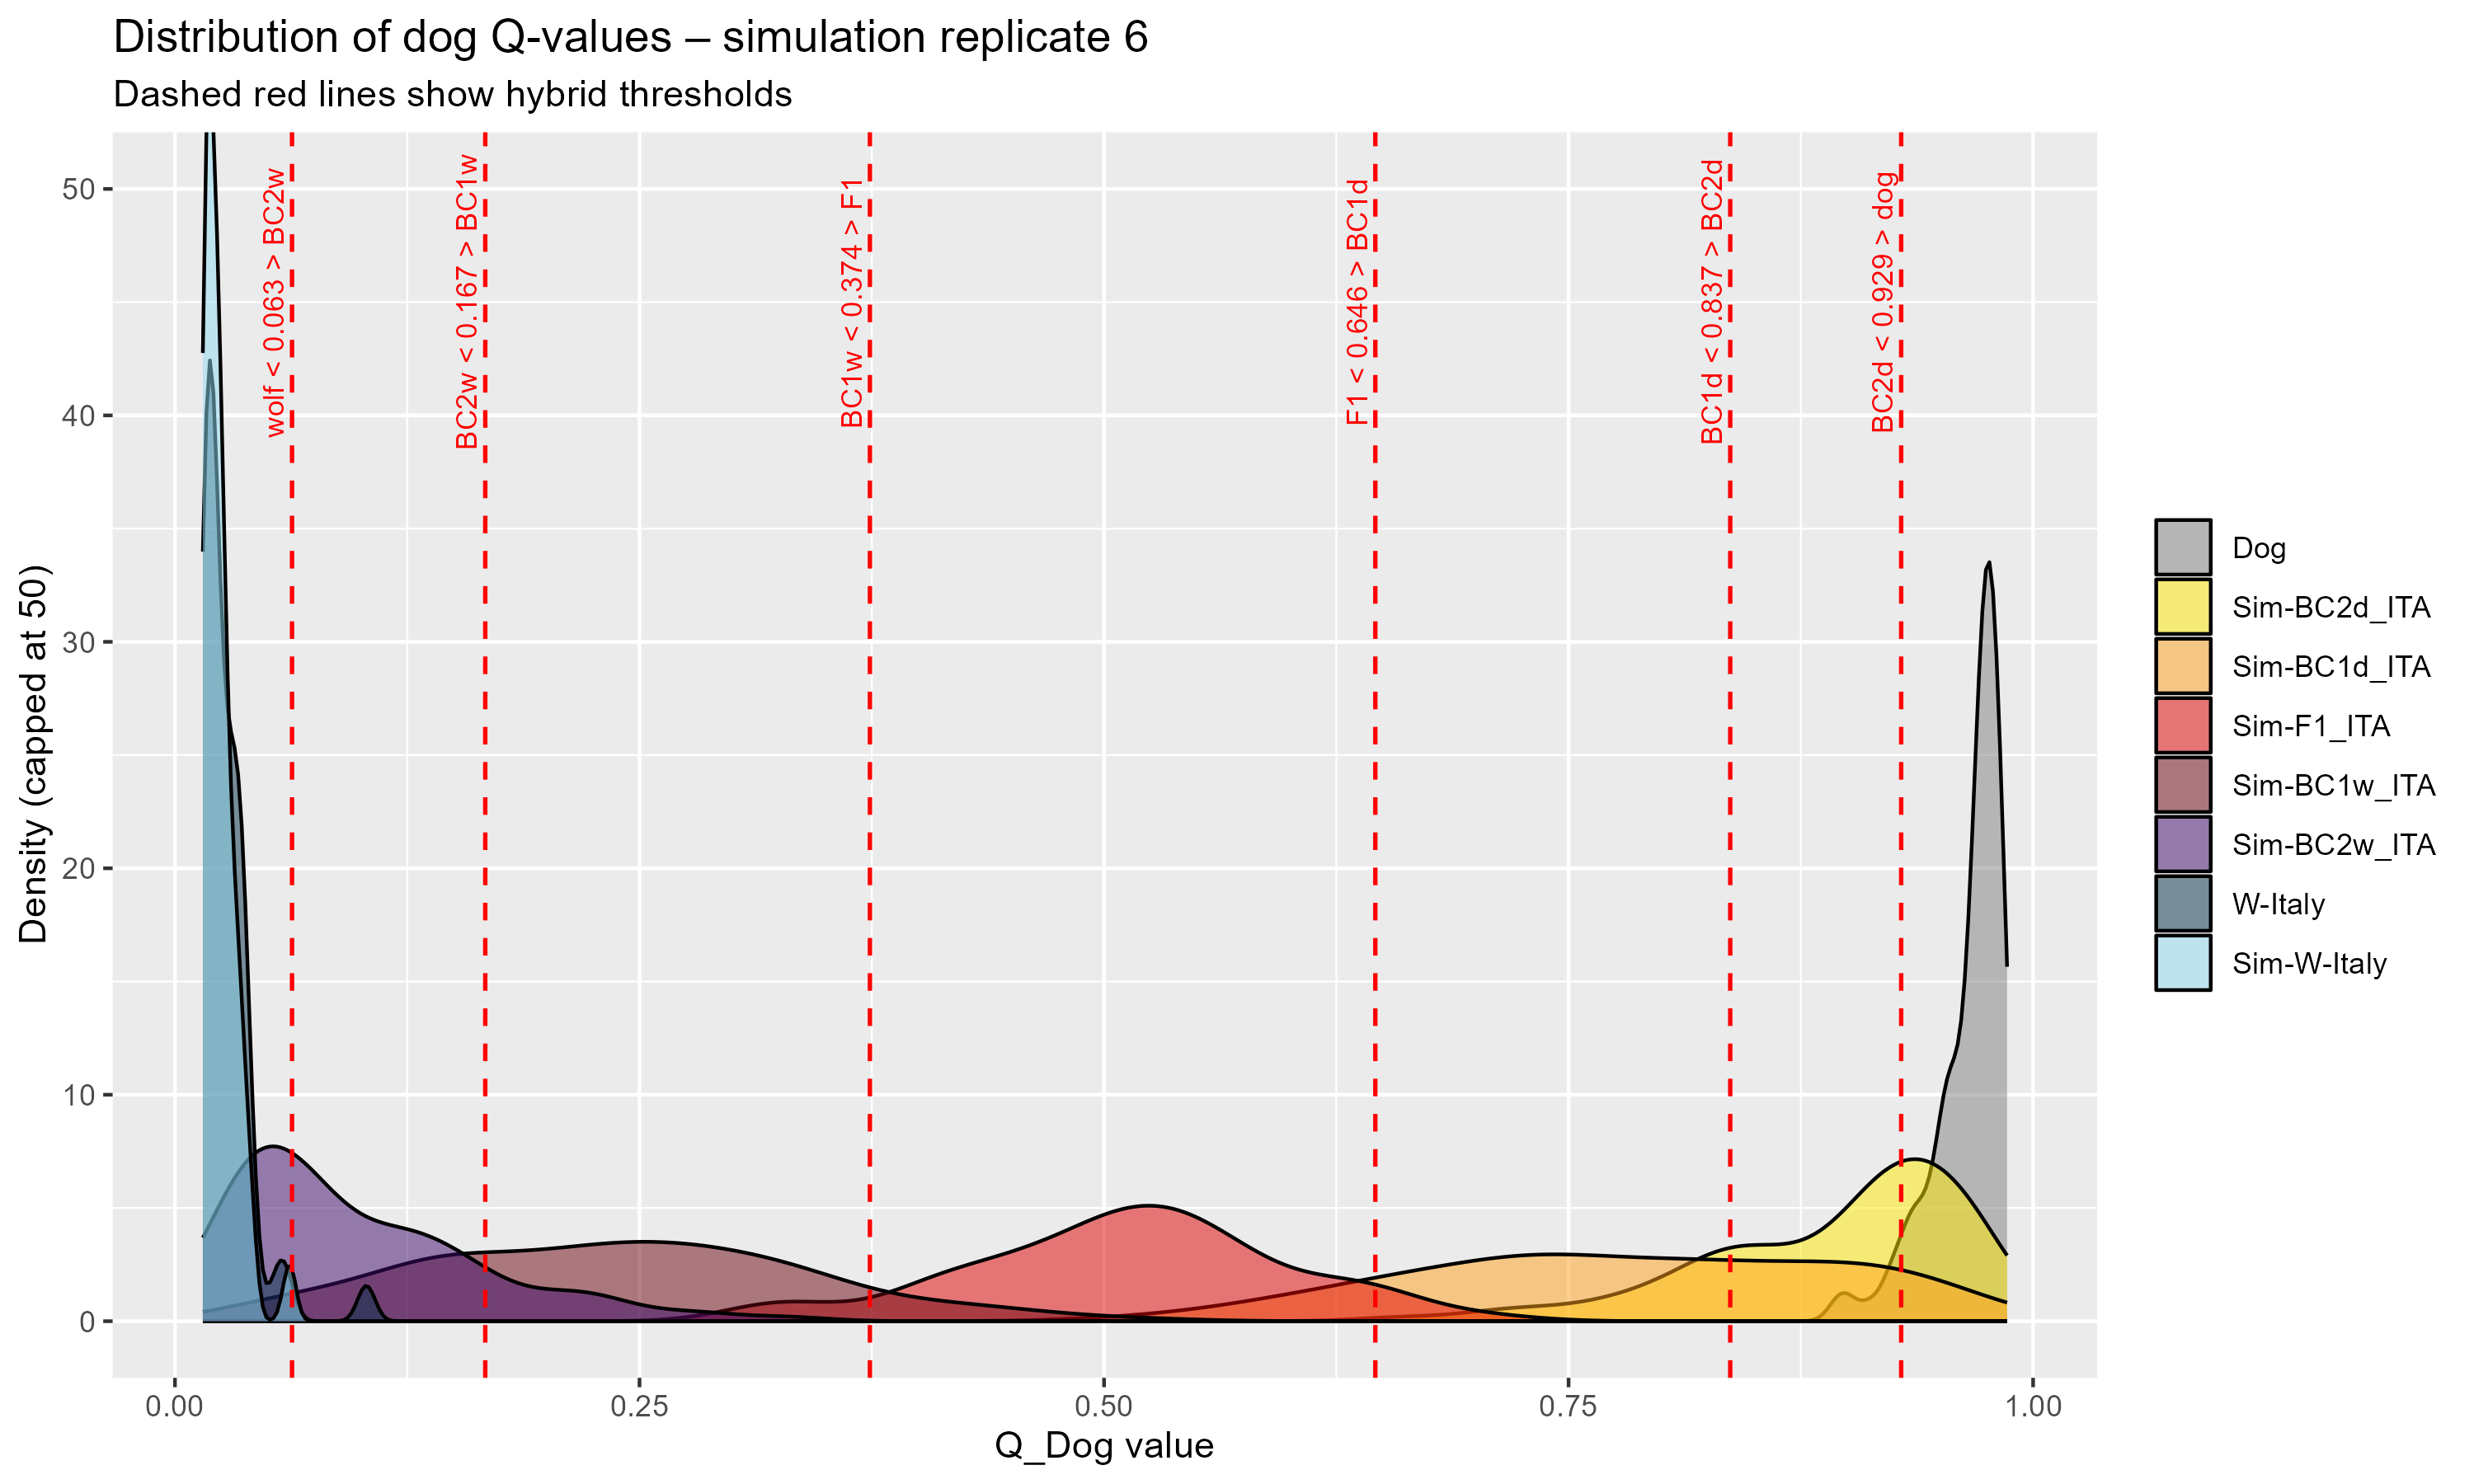 Distribution of dog Q-values – simulation replicate 6
Dashed red lines show hybrid thresholds
Density (capped at 50)
50
40
30
20
10
0
wolf < 0.063 > BC2w
BC2w < 0.167 > BC1w
BC1w < 0.374 > F1
F1 < 0.646 > BC1d
BC1d < 0.837 > BC2d
BC2d < 0.929 > dog
0.00
0.25
0.50
0.75
1.00
Q_Dog value
Dog
Sim-BC2d_ITA
Sim-BC1d_ITA
Sim-F1_ITA
Sim-BC1w_ITA
Sim-BC2w_ITA
W-Italy
Sim-W-Italy